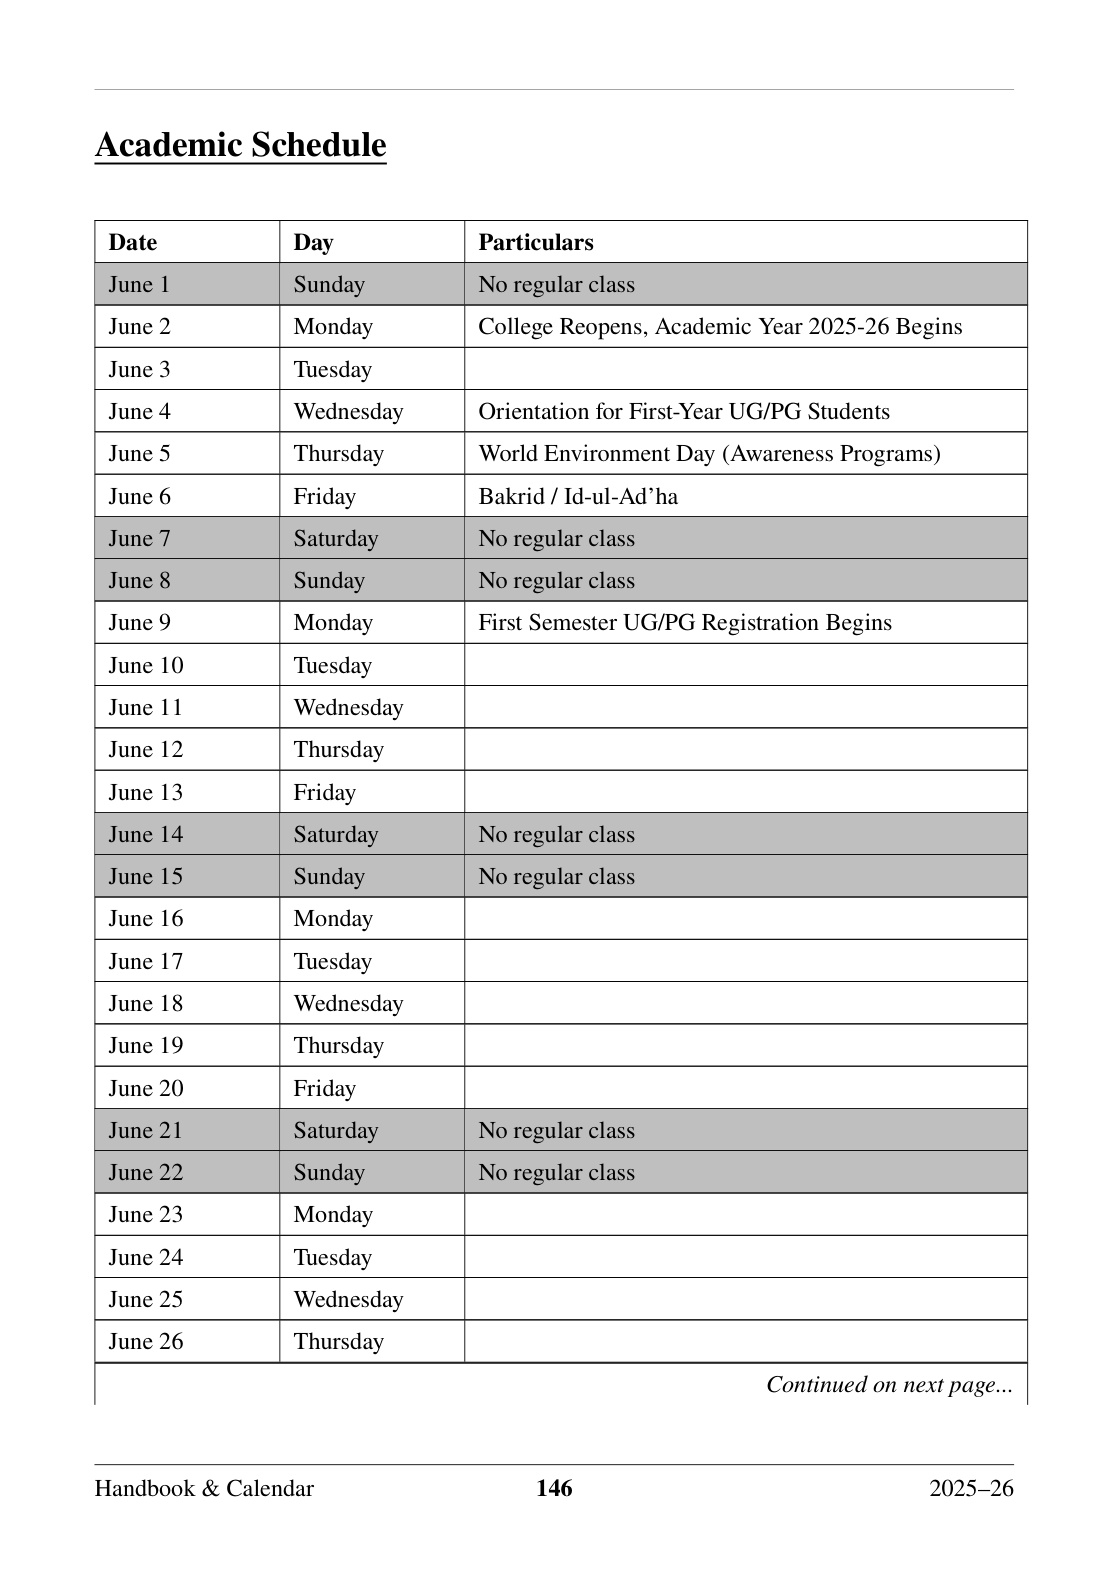 Academic Schedule
Date Day Particulars
June 1 Sunday No regular class
June 2 Monday College Reopens, Academic Year 2025-26 Begins
June 3 Tuesday
June 4 Wednesday Orientation for First-Year UG/PG Students
June 5 Thursday World Environment Day (Awareness Programs)
June 6 Friday Bakrid / Id-ul-Ad’ha
June 7 Saturday No regular class
June 8 Sunday No regular class
June 9 Monday First Semester UG/PG Registration Begins
June 10 Tuesday
June 11 Wednesday
June 12 Thursday
June 13 Friday
June 14 Saturday No regular class
June 15 Sunday No regular class
June 16 Monday
June 17 Tuesday
June 18 Wednesday
June 19 Thursday
June 20 Friday
June 21 Saturday No regular class
June 22 Sunday No regular class
June 23 Monday
June 24 Tuesday
June 25 Wednesday
June 26 Thursday
Continued on next page...
Handbook & Calendar 146 2025–26